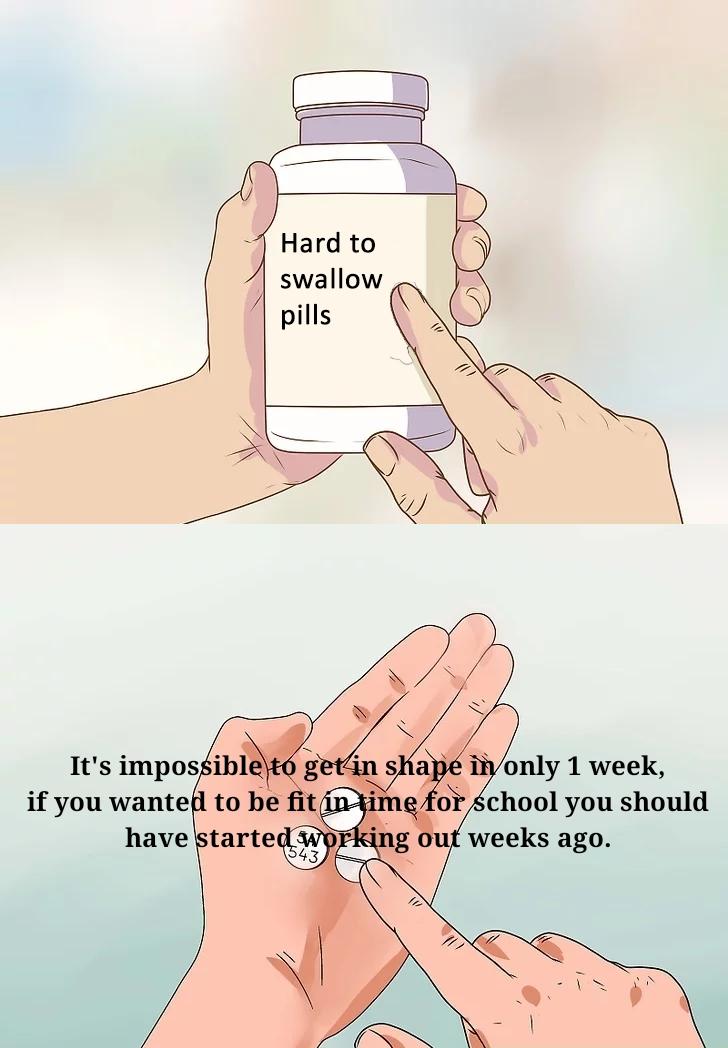 Hard to
swallow
pills
It's impossible to get in shape in only 1 week,
if you wanted to be fit in time for school you should
have started working out weeks ago.
543